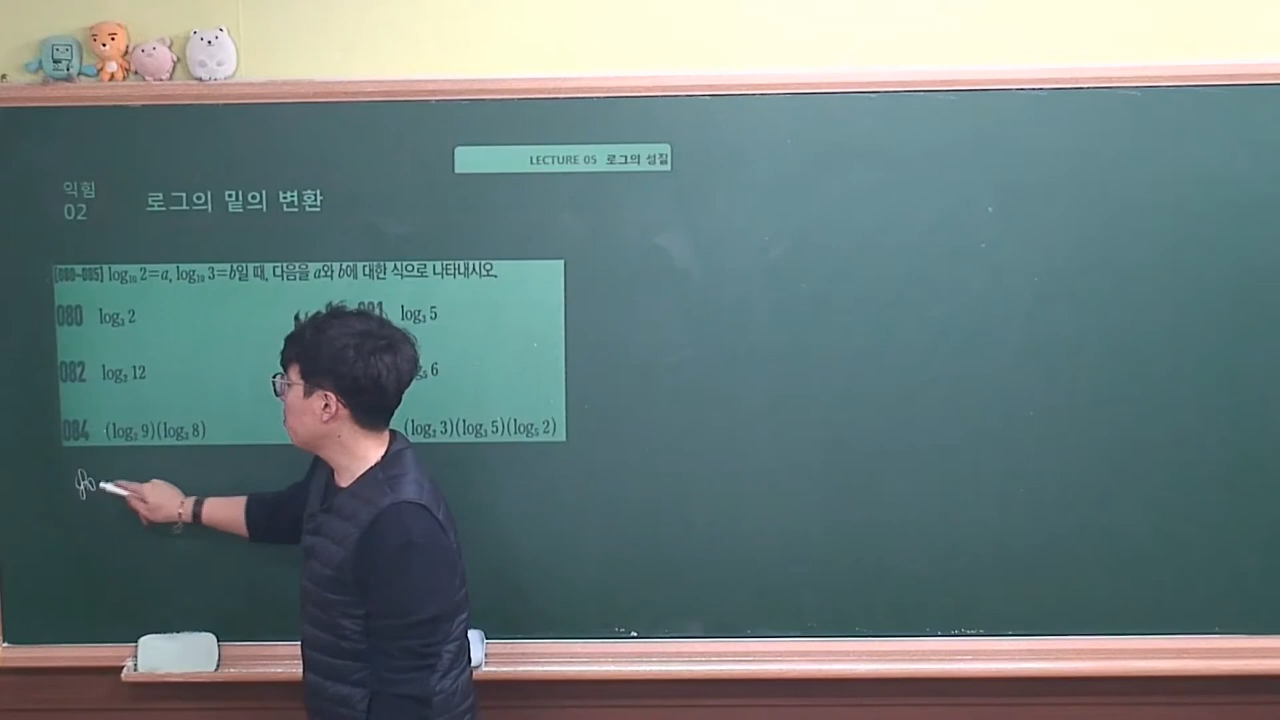 LECTURE 05 로그의 성질
익힘
02
로그의 밑의 변환
[080~085] log₁₀ 2=a, log₁₀ 3=b일 때, 다음을 a와 b에 대한 식으로 나타내시오.
080 log₃ 2
081 log₃ 5
082 log₂ 12
6
084 (log₂ 9)(log₃ 8)
(log₂ 3)(log₃ 5)(log₅ 2)